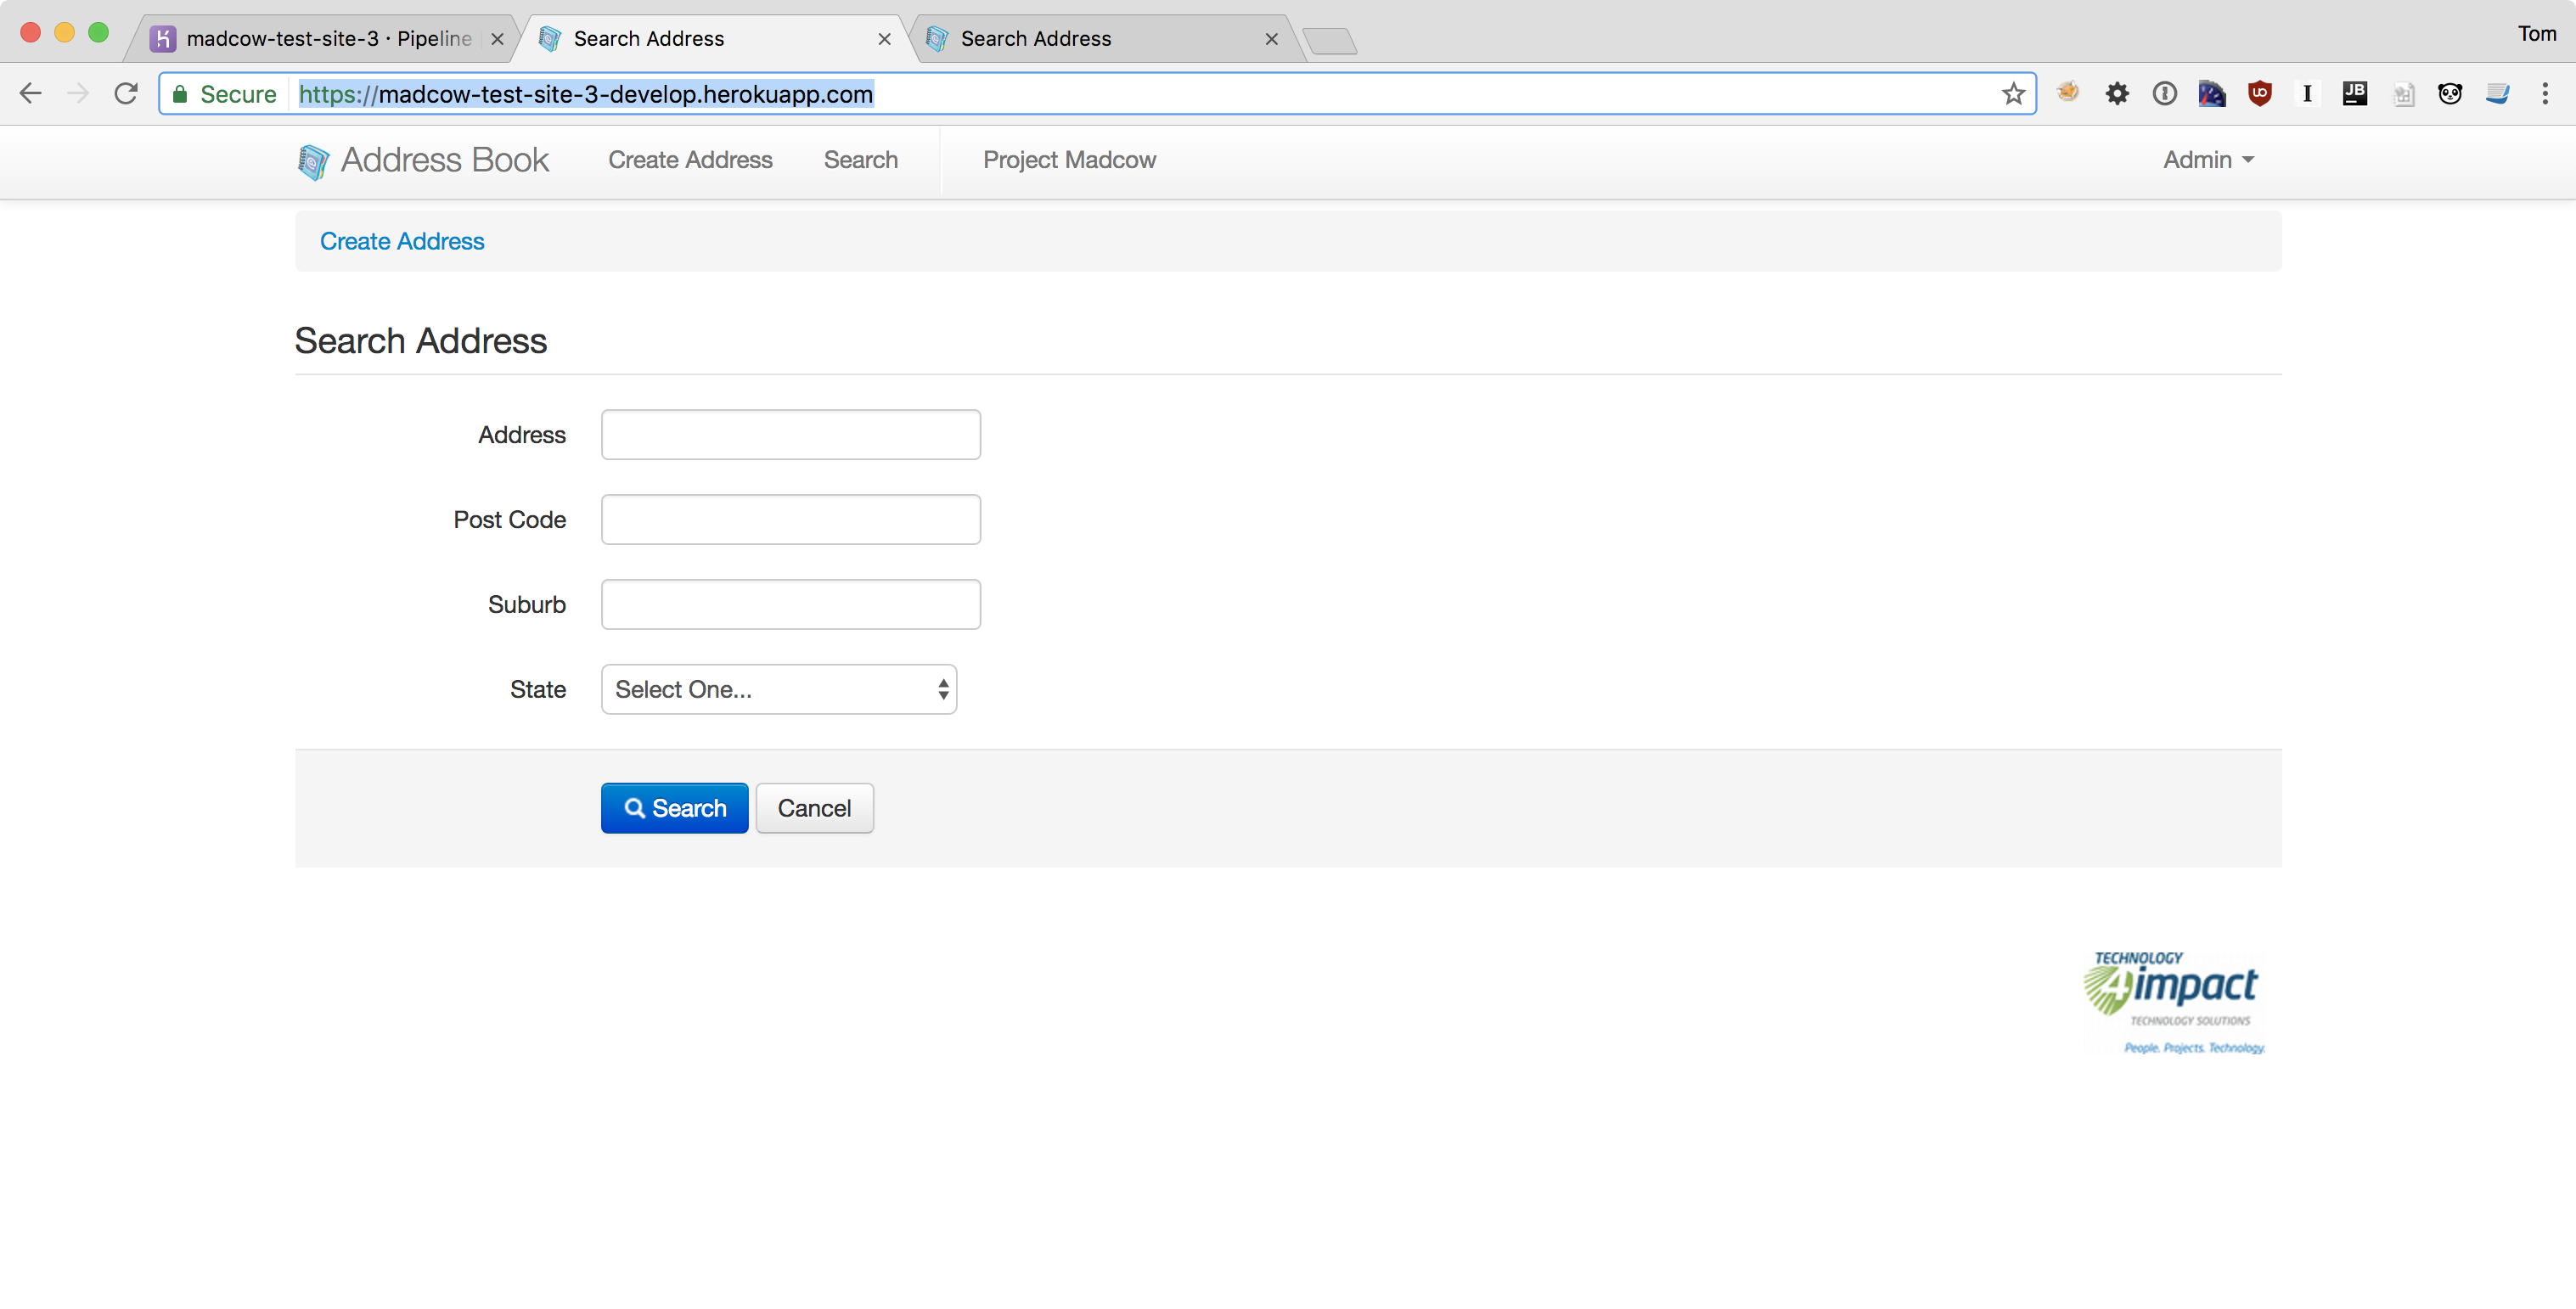 madcow-test-site-3 · Pipeline
Search Address
Search Address
Tom
Secure https://madcow-test-site-3-develop.herokuapp.com
Address Book Create Address Search Project Madcow Admin
Create Address
Search Address
Address
Post Code
Suburb
State Select One...
Search Cancel
TECHNOLOGY
4impact
TECHNOLOGY SOLUTIONS
People. Projects. Technology.